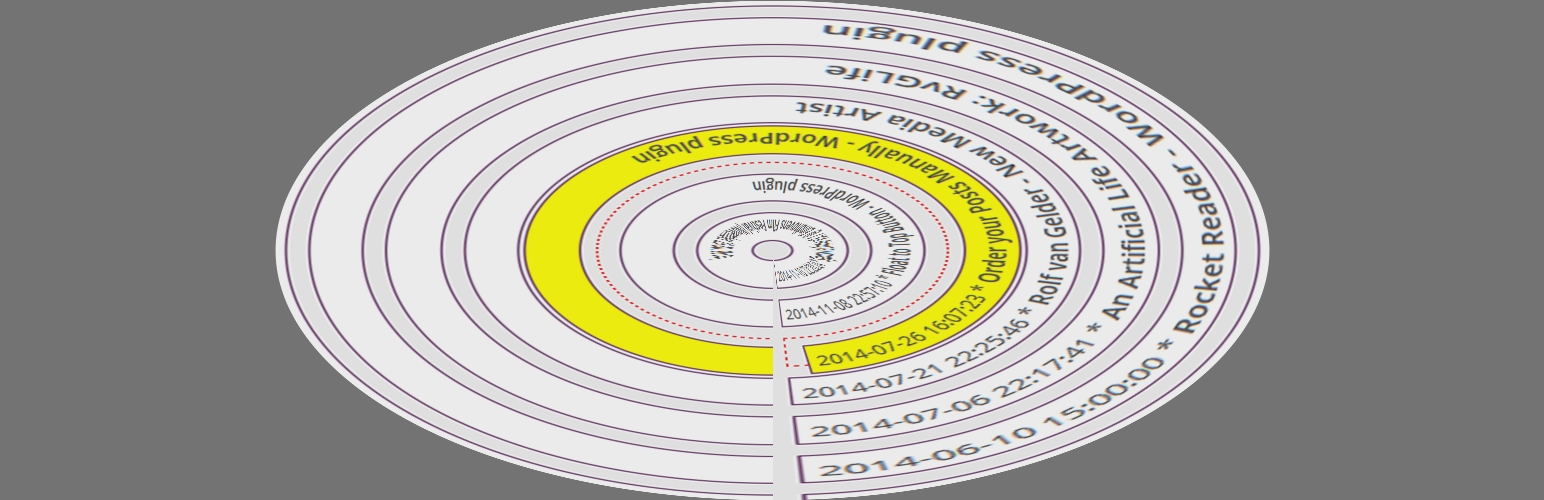 2014-06-10 15:00:00 * Rocket Reader - WordPress plugin
2014-07-06 22:17:41 * An Artificial Life Artwork: RvGLife
2014-07-21 22:25:46 * Rolf van Gelder - New Media Artist
2014-07-26 16:07:23 * Order your Posts Manually - WordPress plugin
2014-11-08 22:57:10 * Float to Top Button - WordPress plugin